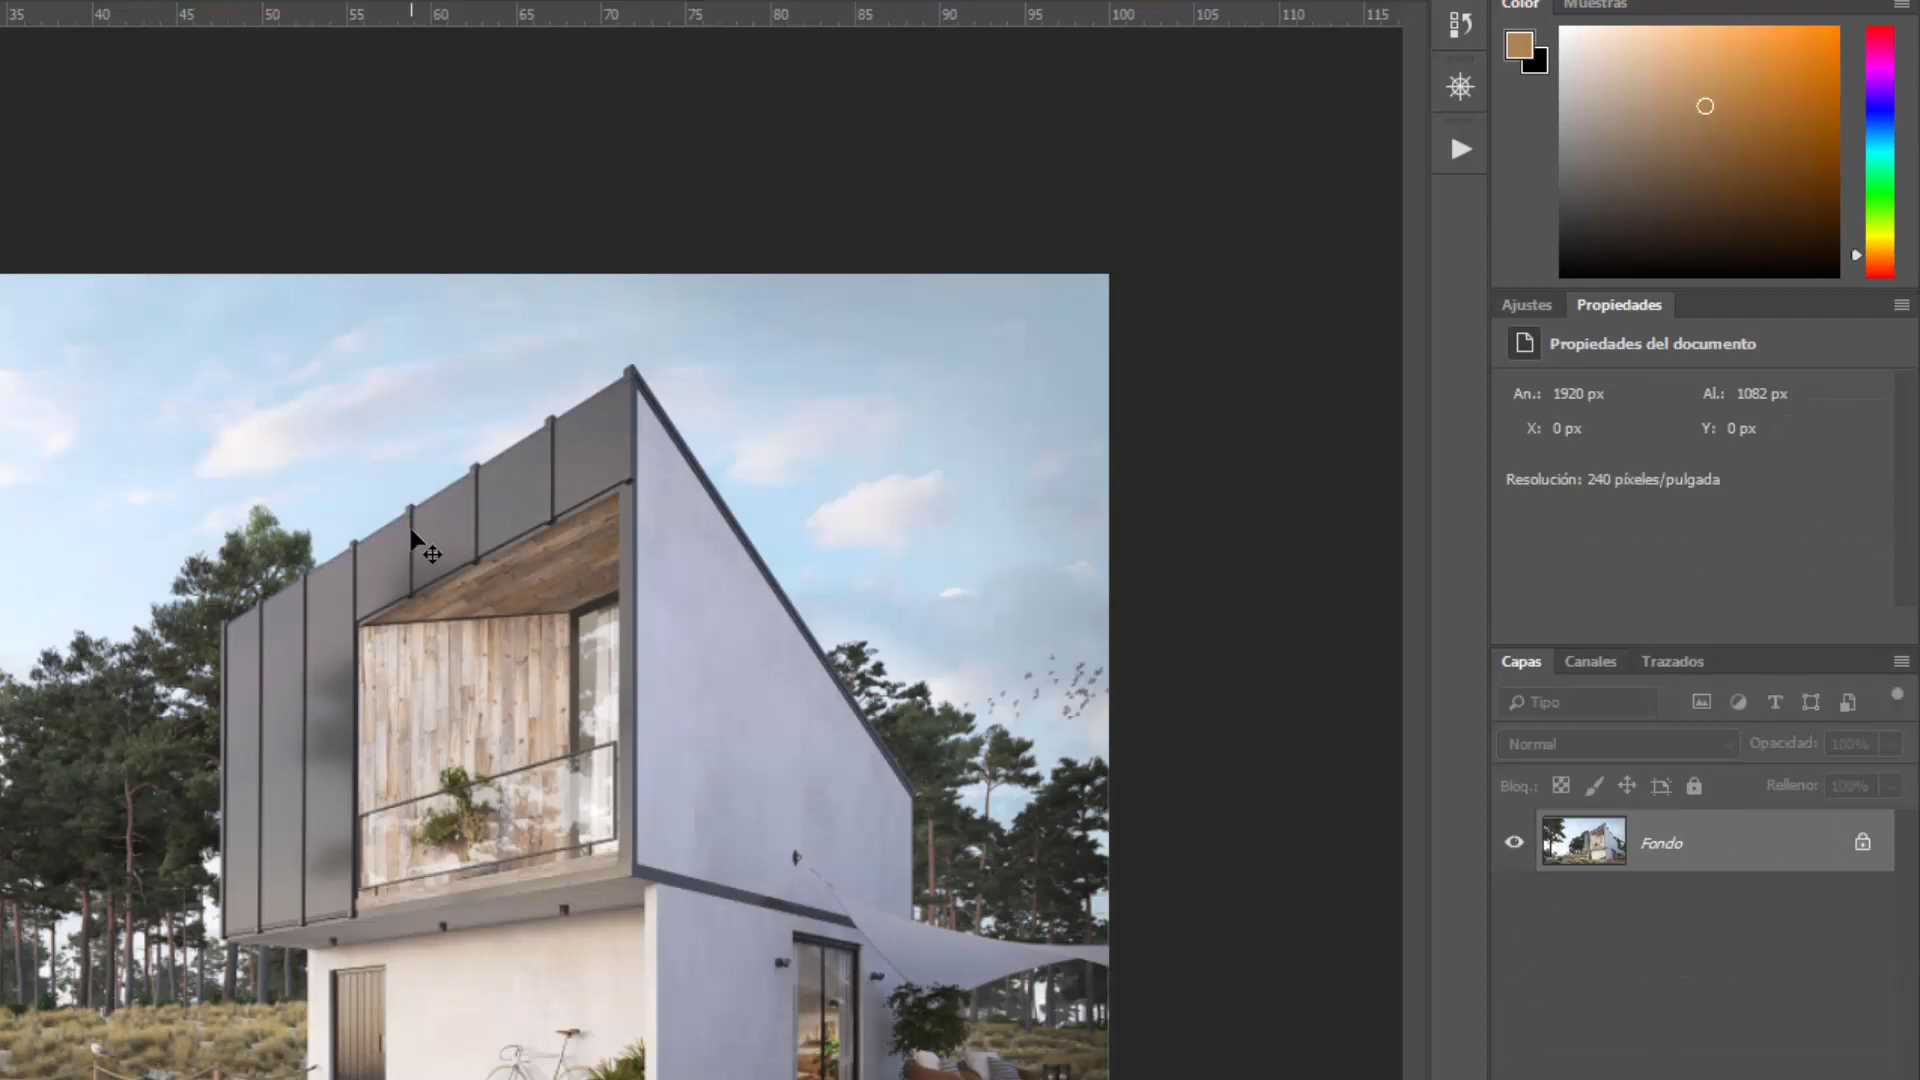 35 40 45 50 55 60 65 70 75 80 85 90 95 100 105 110 115
Color Muestras
Ajustes Propiedades
Propiedades del documento
An.: 1920 px Al.: 1082 px
X: 0 px Y: 0 px
Resolución: 240 píxeles/pulgada
Capas Canales Trazados
Tipo
Normal Opacidad: 100%
Bloq.: Relleno: 100%
Fondo